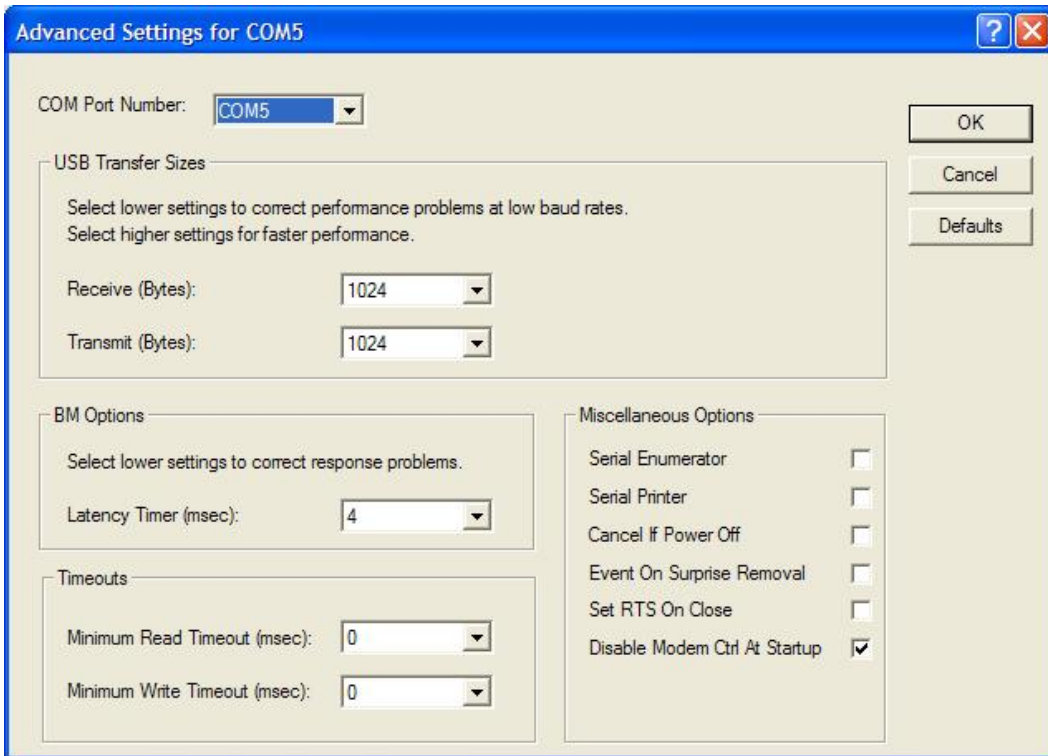 Advanced Settings for COM5
COM Port Number: COM5
OK
Cancel
Defaults
USB Transfer Sizes
Select lower settings to correct performance problems at low baud rates.
Select higher settings for faster performance.
Receive (Bytes): 1024
Transmit (Bytes): 1024
BM Options
Select lower settings to correct response problems.
Latency Timer (msec): 4
Timeouts
Minimum Read Timeout (msec): 0
Minimum Write Timeout (msec): 0
Miscellaneous Options
Serial Enumerator
Serial Printer
Cancel If Power Off
Event On Surprise Removal
Set RTS On Close
Disable Modem Ctrl At Startup